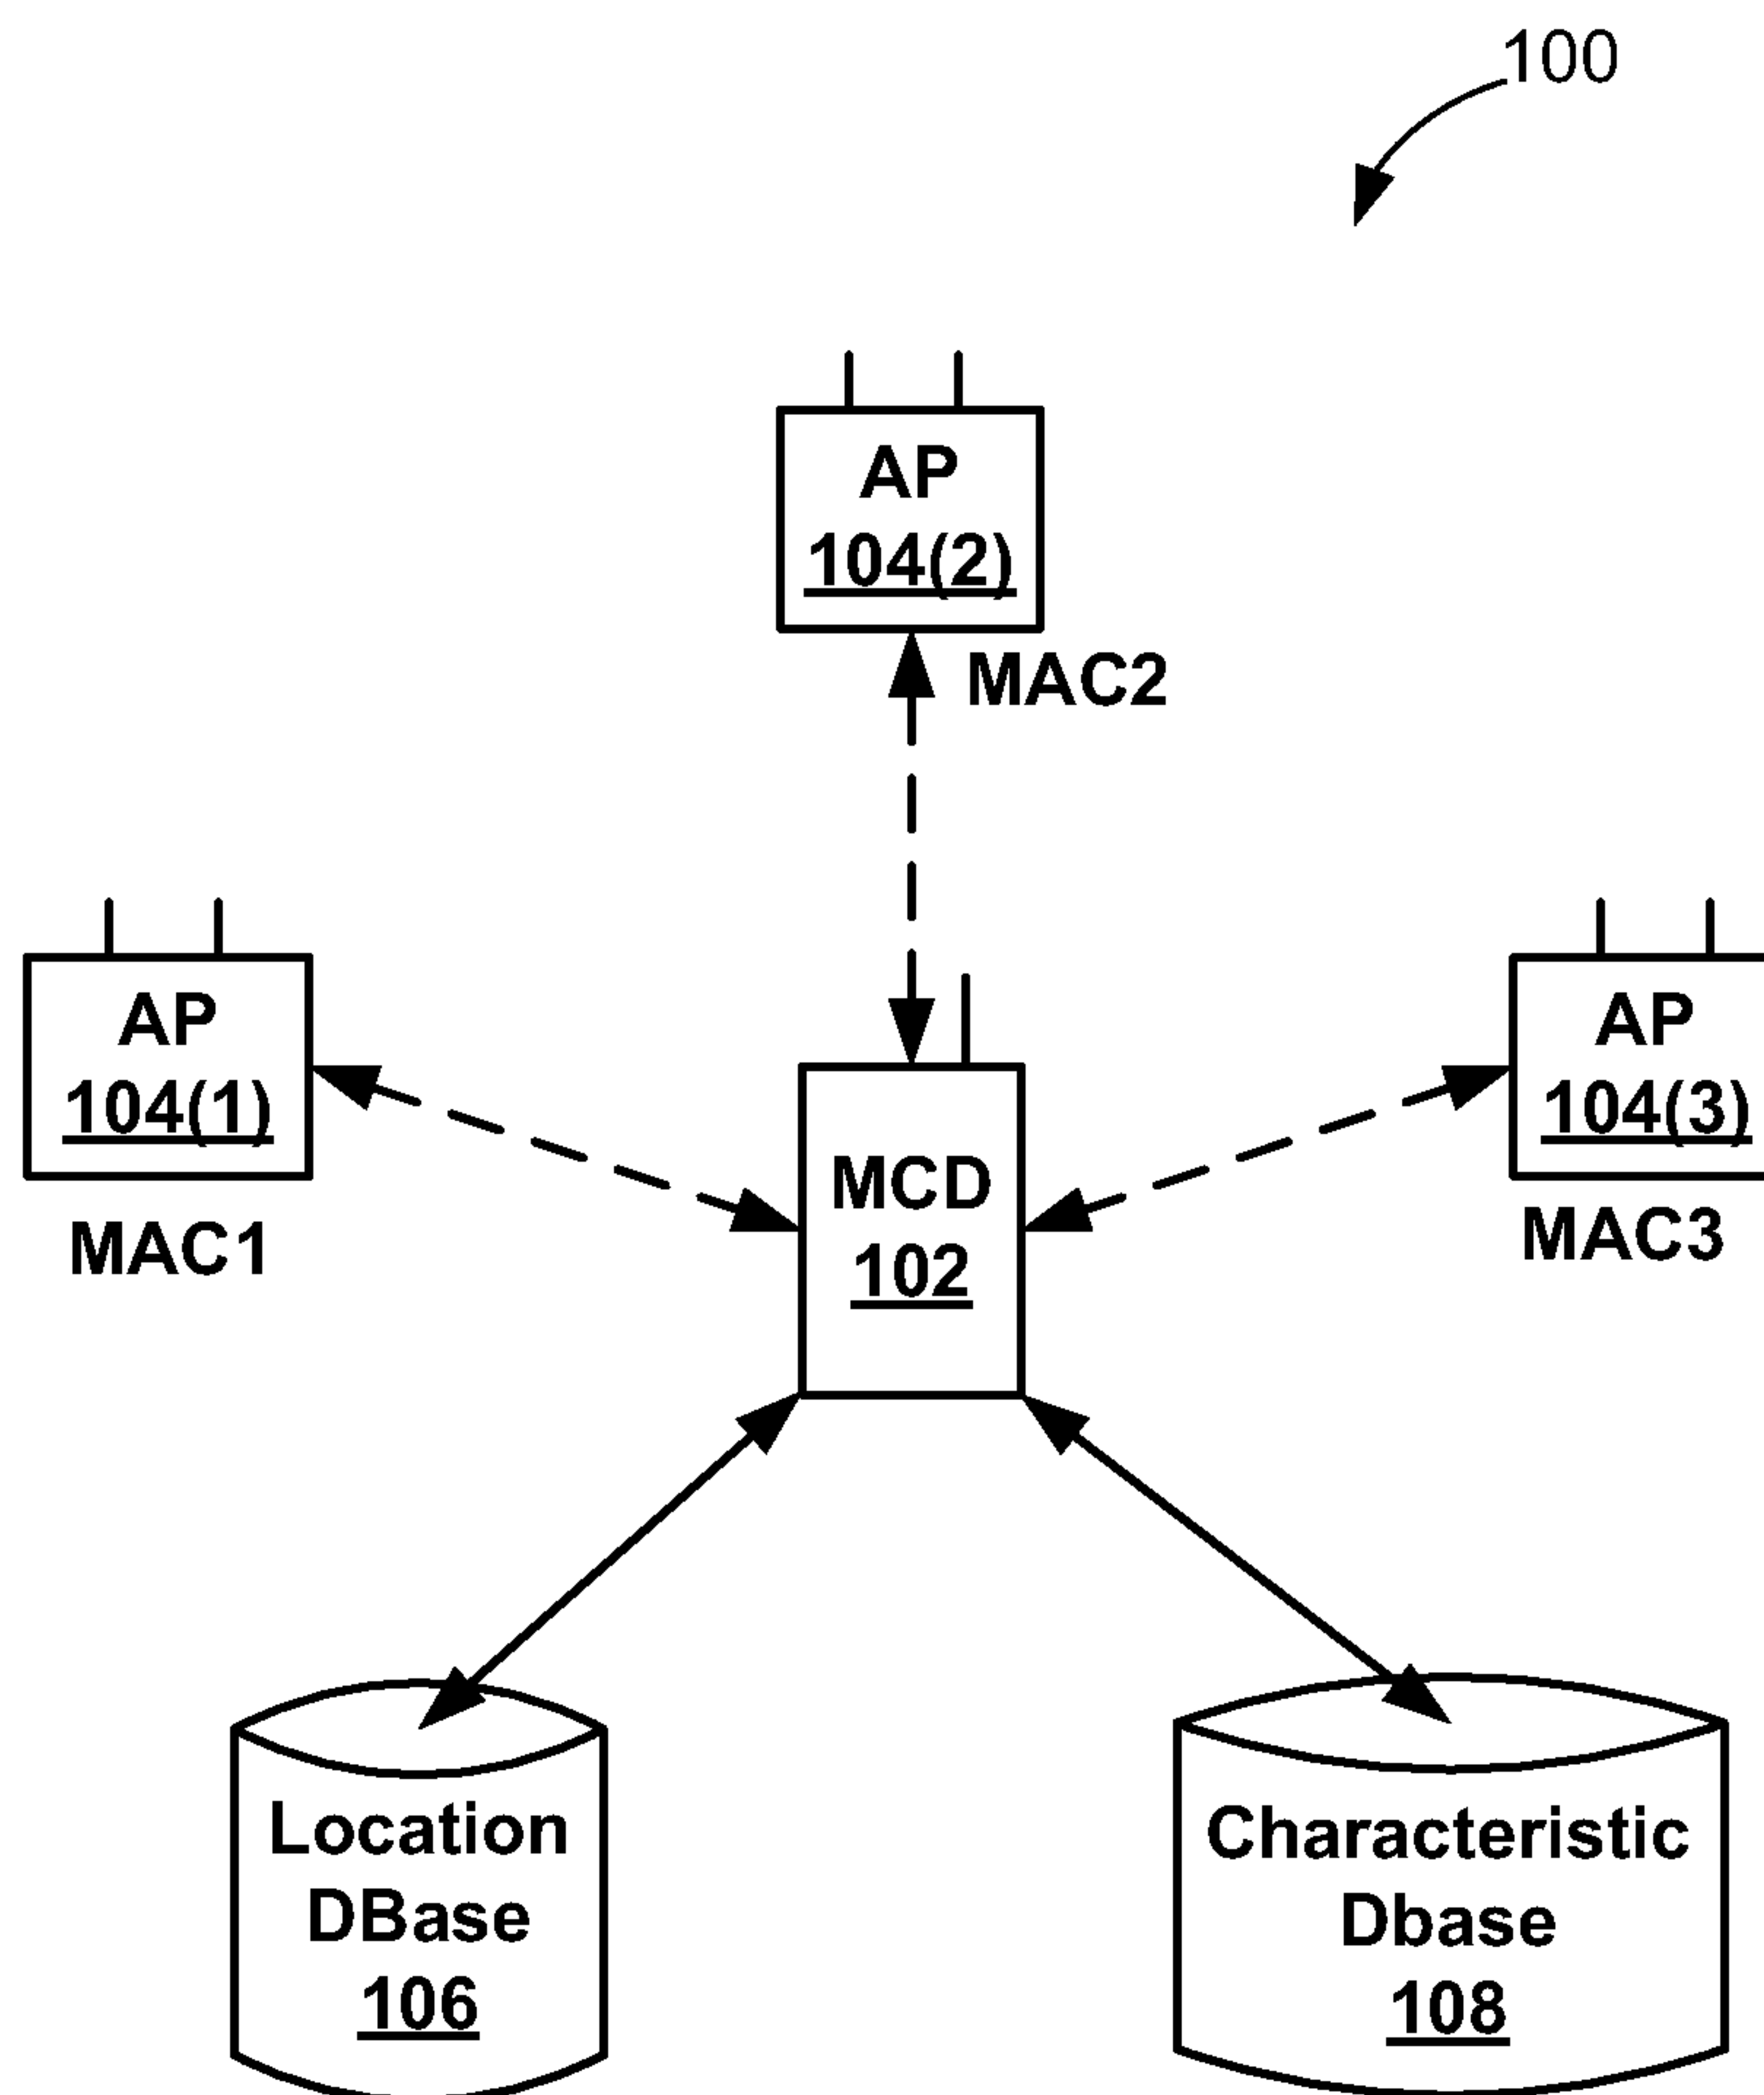 100
AP
104(2)
MAC2
AP
104(1)
MAC1
AP
104(3)
MAC3
MCD
102
Location
DBase
106
Characteristic
Dbase
108